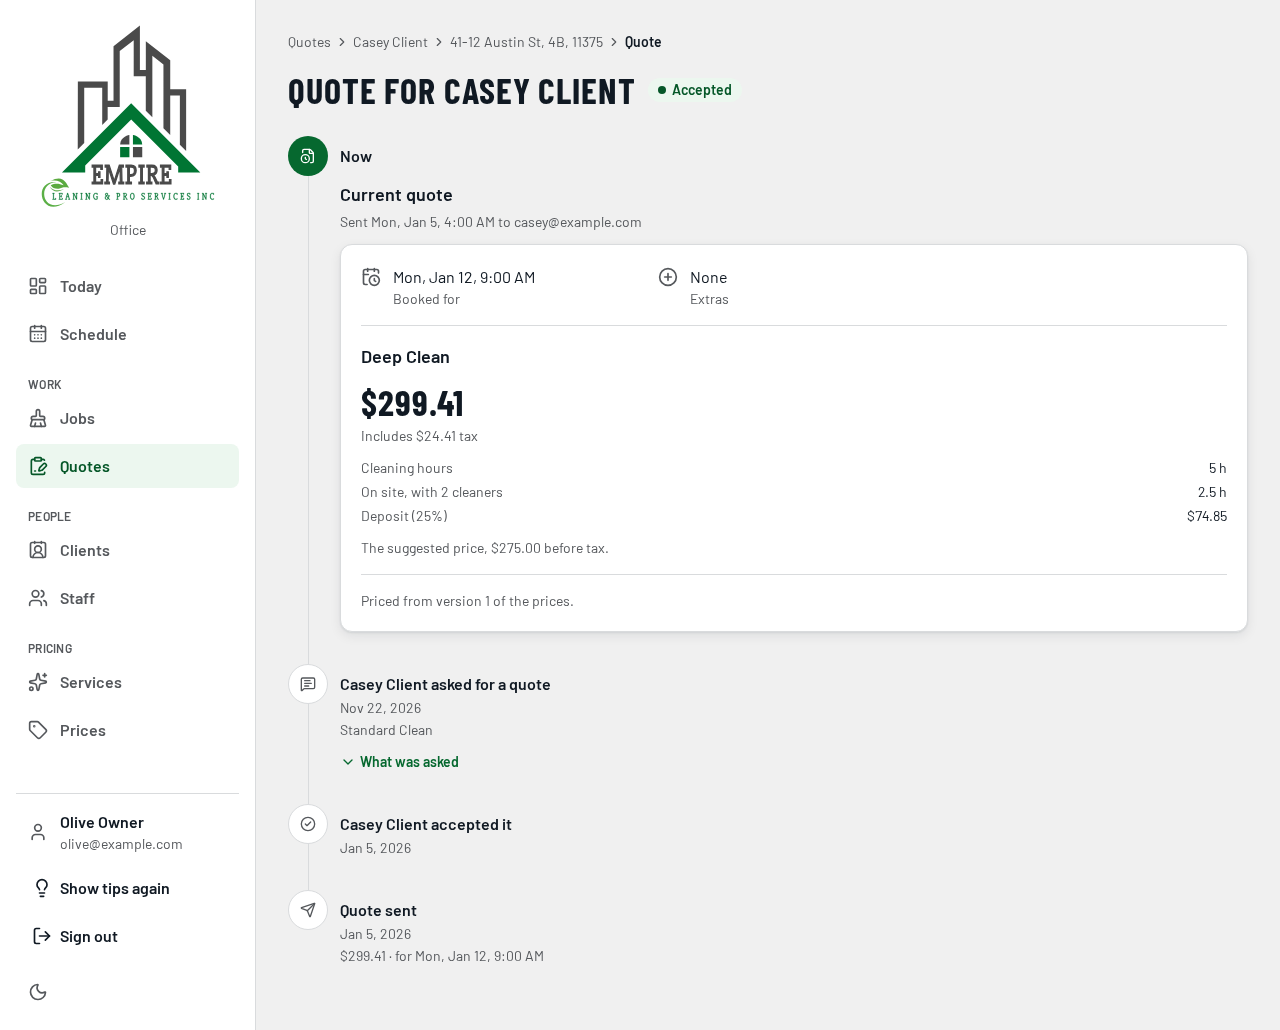 EMPIRE
LEANING & PRO SERVICES INC
Office
Today
Schedule
WORK
Jobs
Quotes
PEOPLE
Clients
Staff
PRICING
Services
Prices
Olive Owner
olive@example.com
Show tips again
Sign out
Quotes > Casey Client > 41-12 Austin St, 4B, 11375 > Quote
QUOTE FOR CASEY CLIENT
Accepted
Now
Current quote
Sent Mon, Jan 5, 4:00 AM to casey@example.com
Mon, Jan 12, 9:00 AM
Booked for
None
Extras
Deep Clean
$299.41
Includes $24.41 tax
Cleaning hours 5 h
On site, with 2 cleaners 2.5 h
Deposit (25%) $74.85
The suggested price, $275.00 before tax.
Priced from version 1 of the prices.
Casey Client asked for a quote
Nov 22, 2026
Standard Clean
What was asked
Casey Client accepted it
Jan 5, 2026
Quote sent
Jan 5, 2026
$299.41 · for Mon, Jan 12, 9:00 AM